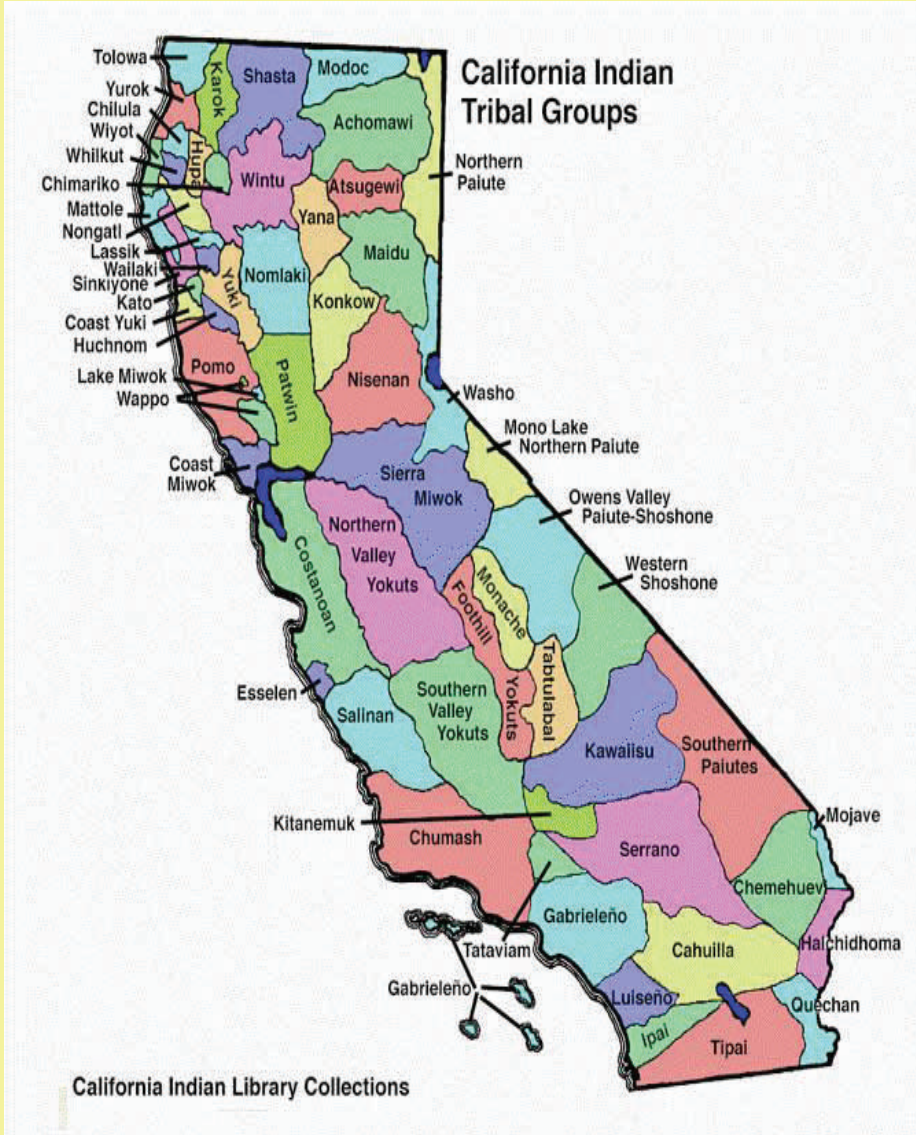 California Indian
Tribal Groups
Tolowa
Karok
Shasta
Modoc
Yurok
Chilula
Wiyot
Whilkut
Hupa
Chimariko
Wintu
Achomawi
Atsugewi
Northern
Paiute
Mattole
Nongatl
Lassik
Wailaki
Sinkiyone
Kato
Coast Yuki
Huchnom
Yuki
Nomlaki
Yana
Maidu
Konkow
Pomo
Lake Miwok
Wappo
Patwin
Nisenan
Washo
Mono Lake
Northern Paiute
Coast
Miwok
Sierra
Miwok
Owens Valley
Paiute-Shoshone
Northern
Valley
Yokuts
Costanoan
Foothill
Yokuts
Monache
Western
Shoshone
Tabtulabal
Esselen
Salinan
Southern
Valley
Yokuts
Kawaiisu
Southern
Paiutes
Kitanemuk
Chumash
Serrano
Mojave
Chemehuevi
Tataviam
Gabrieleño
Cahuilla
Halchidhoma
Gabrieleño
Luiseño
Quechan
Ipai
Tipai
California Indian Library Collections